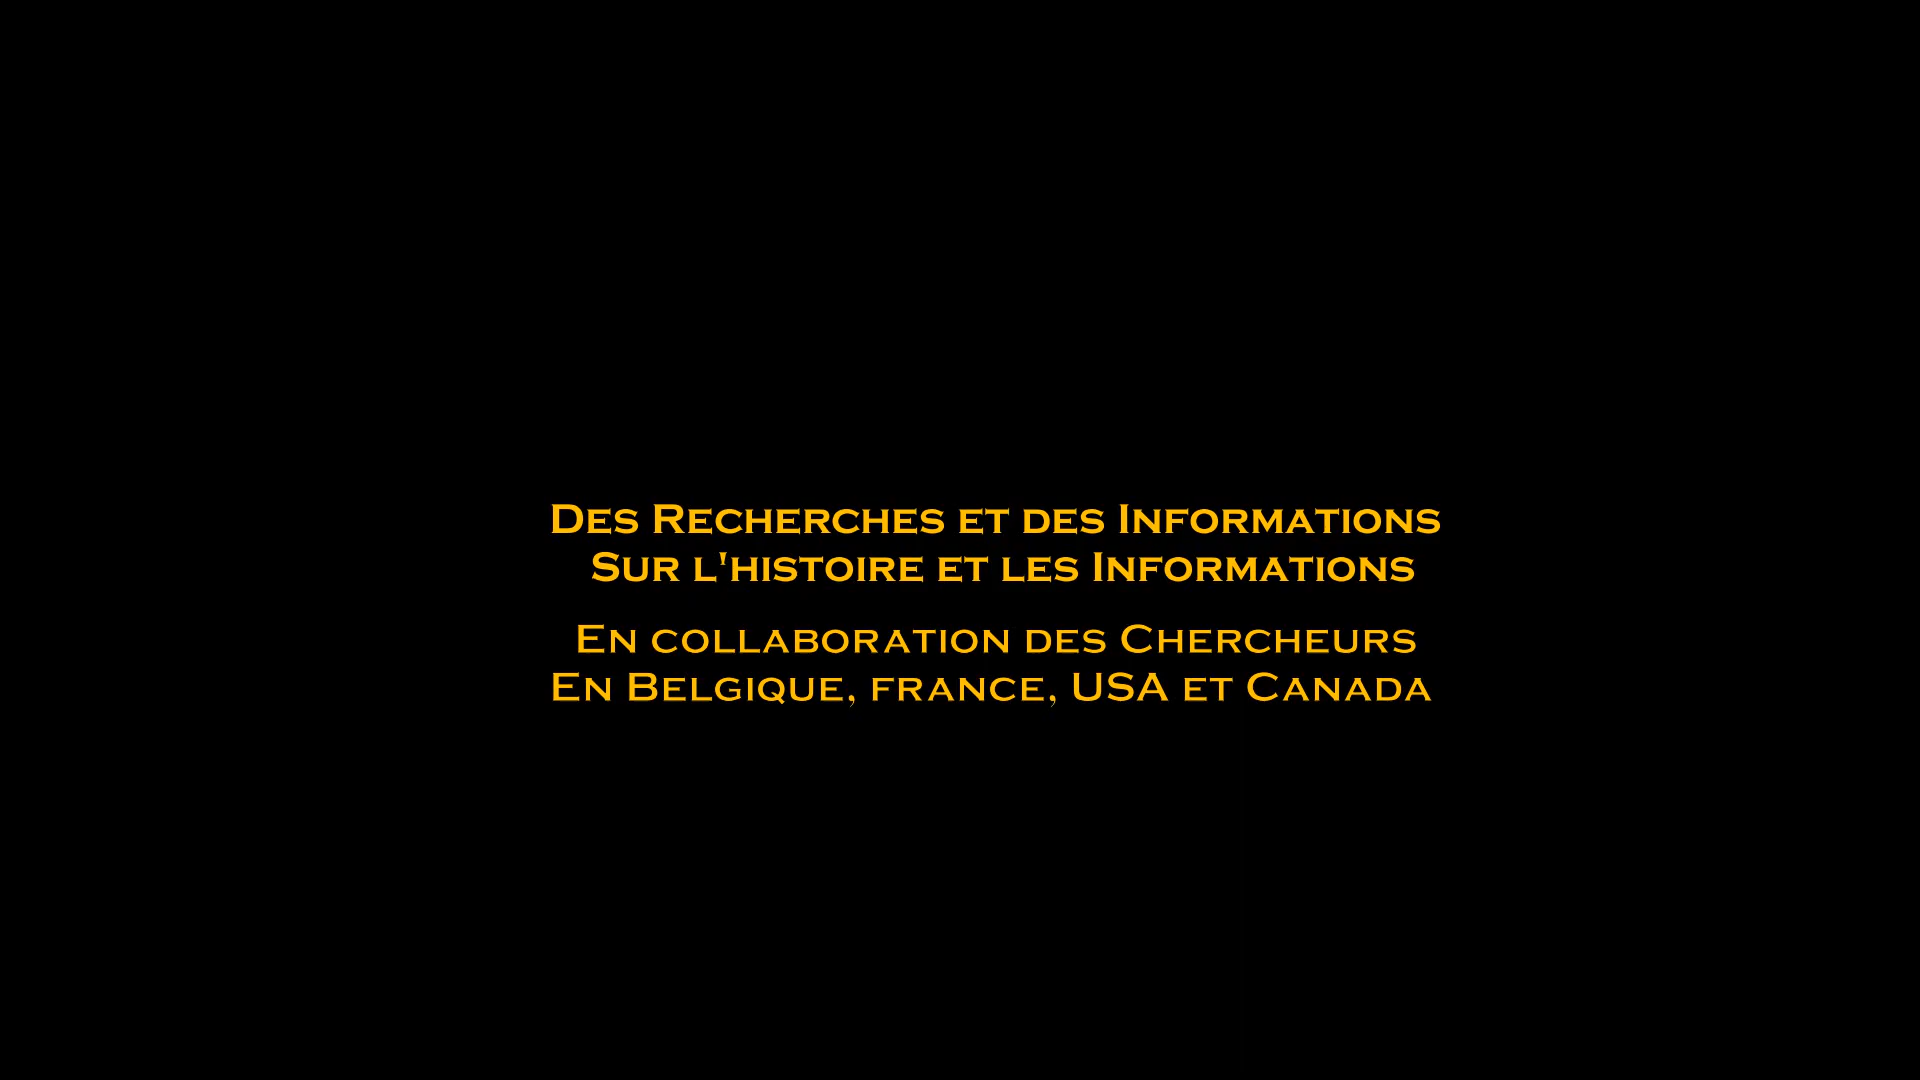 Des Recherches et des Informations
Sur l'histoire et les Informations
En collaboration des Chercheurs
En Belgique, france, USA et Canada